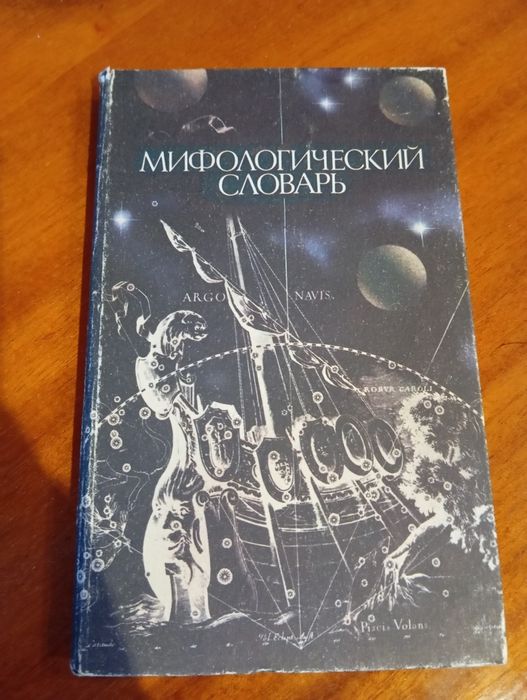 МИФОЛОГИЧЕСКИЙ
СЛОВАРЬ
ARGO NAVIS.
ROBVR CAROLI
Piscis Volans